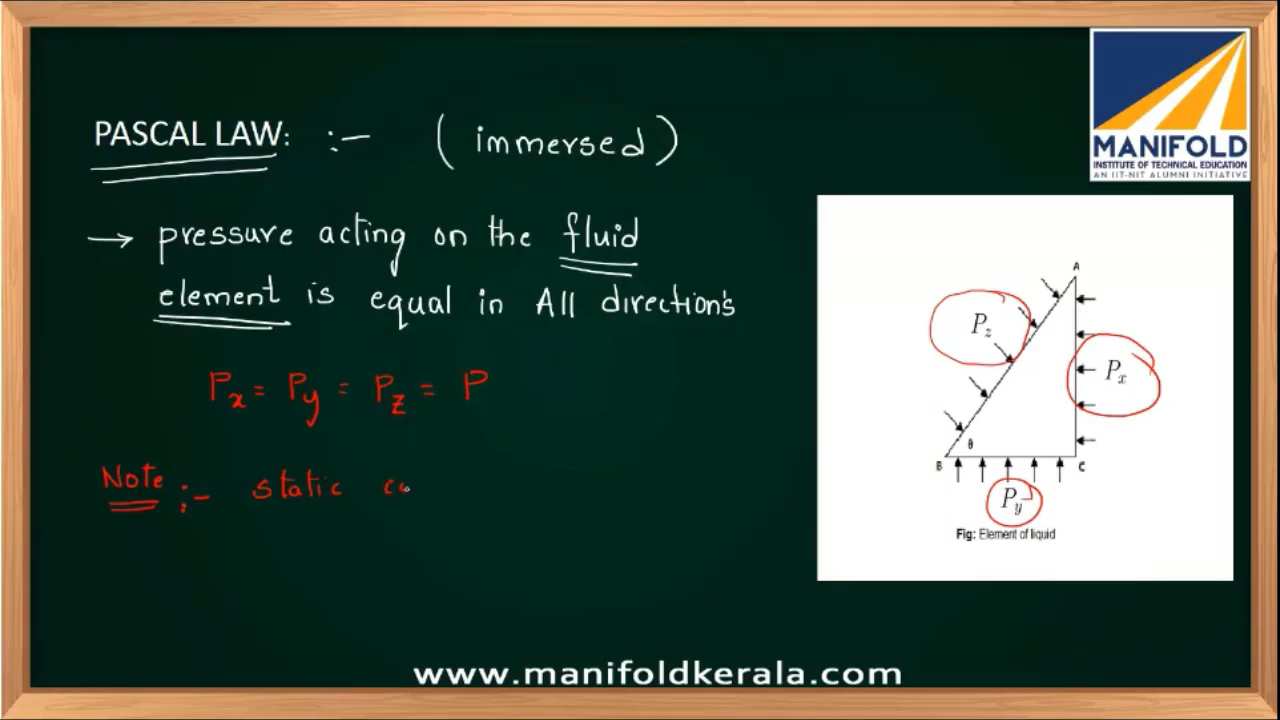 PASCAL LAW: :- (immersed)
→ pressure acting on the fluid
element is equal in All direction's
Px = Py = Pz = P
Note :- static
MANIFOLD
INSTITUTE OF TECHNICAL EDUCATION
AN IIT-NIT ALUMNI INITIATIVE
A
Pz
Px
θ
B
C
Py
Fig: Element of liquid
www.manifoldkerala.com